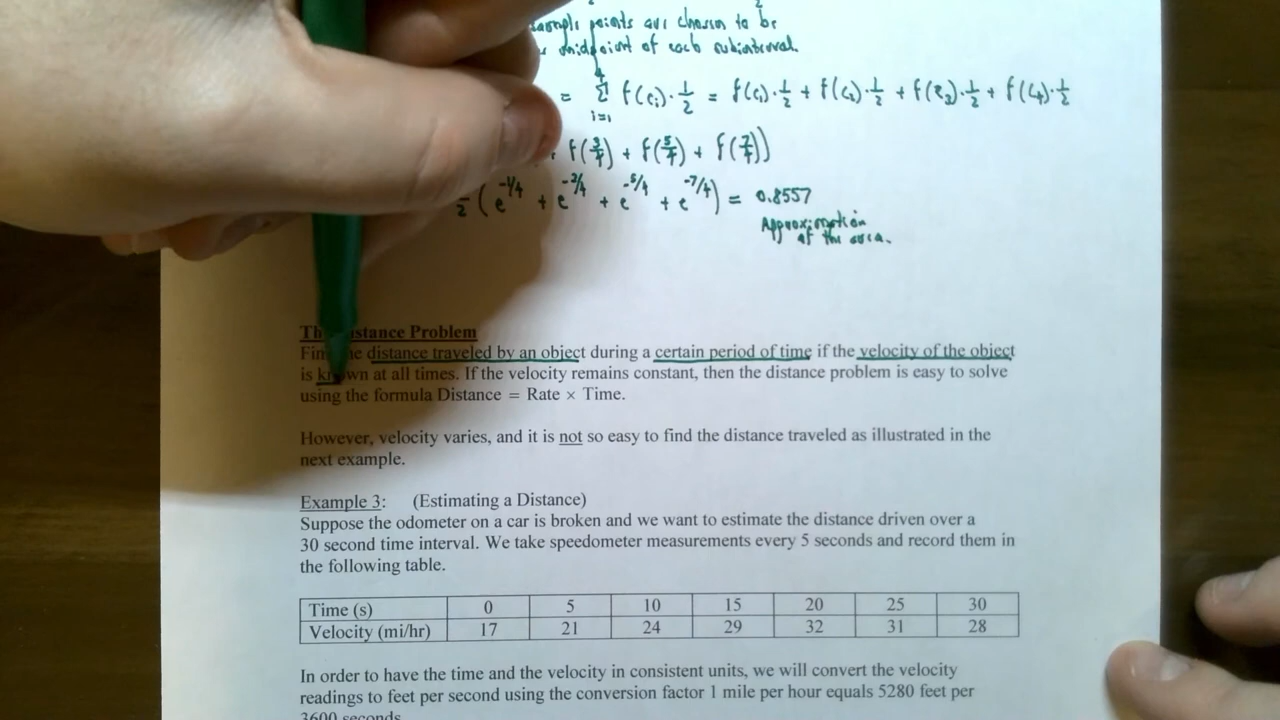 sample points are chosen to be
midpoint of each subinterval.
= 4 Σ i=1 f(ci)·1/2 = f(c1)·1/2 + f(c2)·1/2 + f(c3)·1/2 + f(c4)·1/2
f(3/4) + f(5/4) + f(7/4))
1/2 (e^-1/4 + e^-3/4 + e^-5/4 + e^-7/4) = 0.8557
Approximation
of the area.
Distance Problem
the distance traveled by an object during a certain period of time if the velocity of the object
is known at all times. If the velocity remains constant, then the distance problem is easy to solve
using the formula Distance = Rate × Time.
However, velocity varies, and it is not so easy to find the distance traveled as illustrated in the
next example.
Example 3: (Estimating a Distance)
Suppose the odometer on a car is broken and we want to estimate the distance driven over a
30 second time interval. We take speedometer measurements every 5 seconds and record them in
the following table.
Time (s) 0 5 10 15 20 25 30
Velocity (mi/hr) 17 21 24 29 32 31 28
In order to have the time and the velocity in consistent units, we will convert the velocity
readings to feet per second using the conversion factor 1 mile per hour equals 5280 feet per
3600 seconds